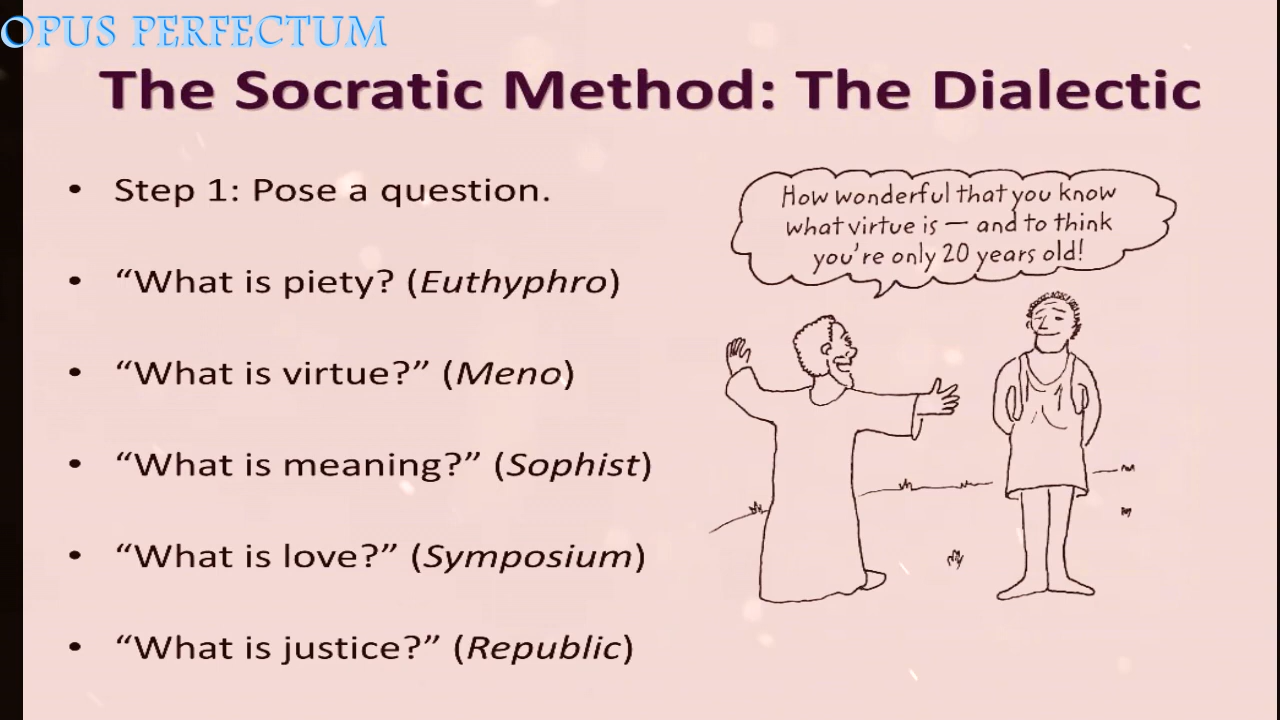 OPUS PERFECTUM
The Socratic Method: The Dialectic
• Step 1: Pose a question.
• “What is piety? (Euthyphro)
• “What is virtue?” (Meno)
• “What is meaning?” (Sophist)
• “What is love?” (Symposium)
• “What is justice?” (Republic)
How wonderful that you know
what virtue is — and to think
you're only 20 years old!